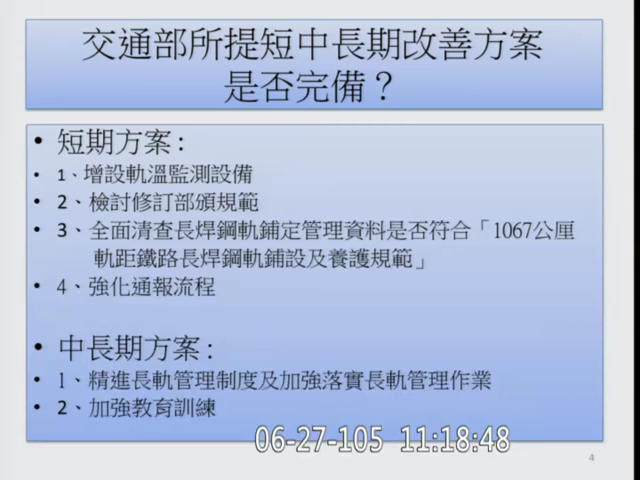 交通部所提短中長期改善方案
是否完備？
• 短期方案:
• 1、增設軌溫監測設備
• 2、檢討修訂部頒規範
• 3、全面清查長焊鋼軌鋪定管理資料是否符合「1067公厘
軌距鐵路長焊鋼軌鋪設及養護規範」
• 4、強化通報流程
• 中長期方案:
• 1、精進長軌管理制度及加強落實長軌管理作業
• 2、加強教育訓練
06-27-105 11:18:48
4